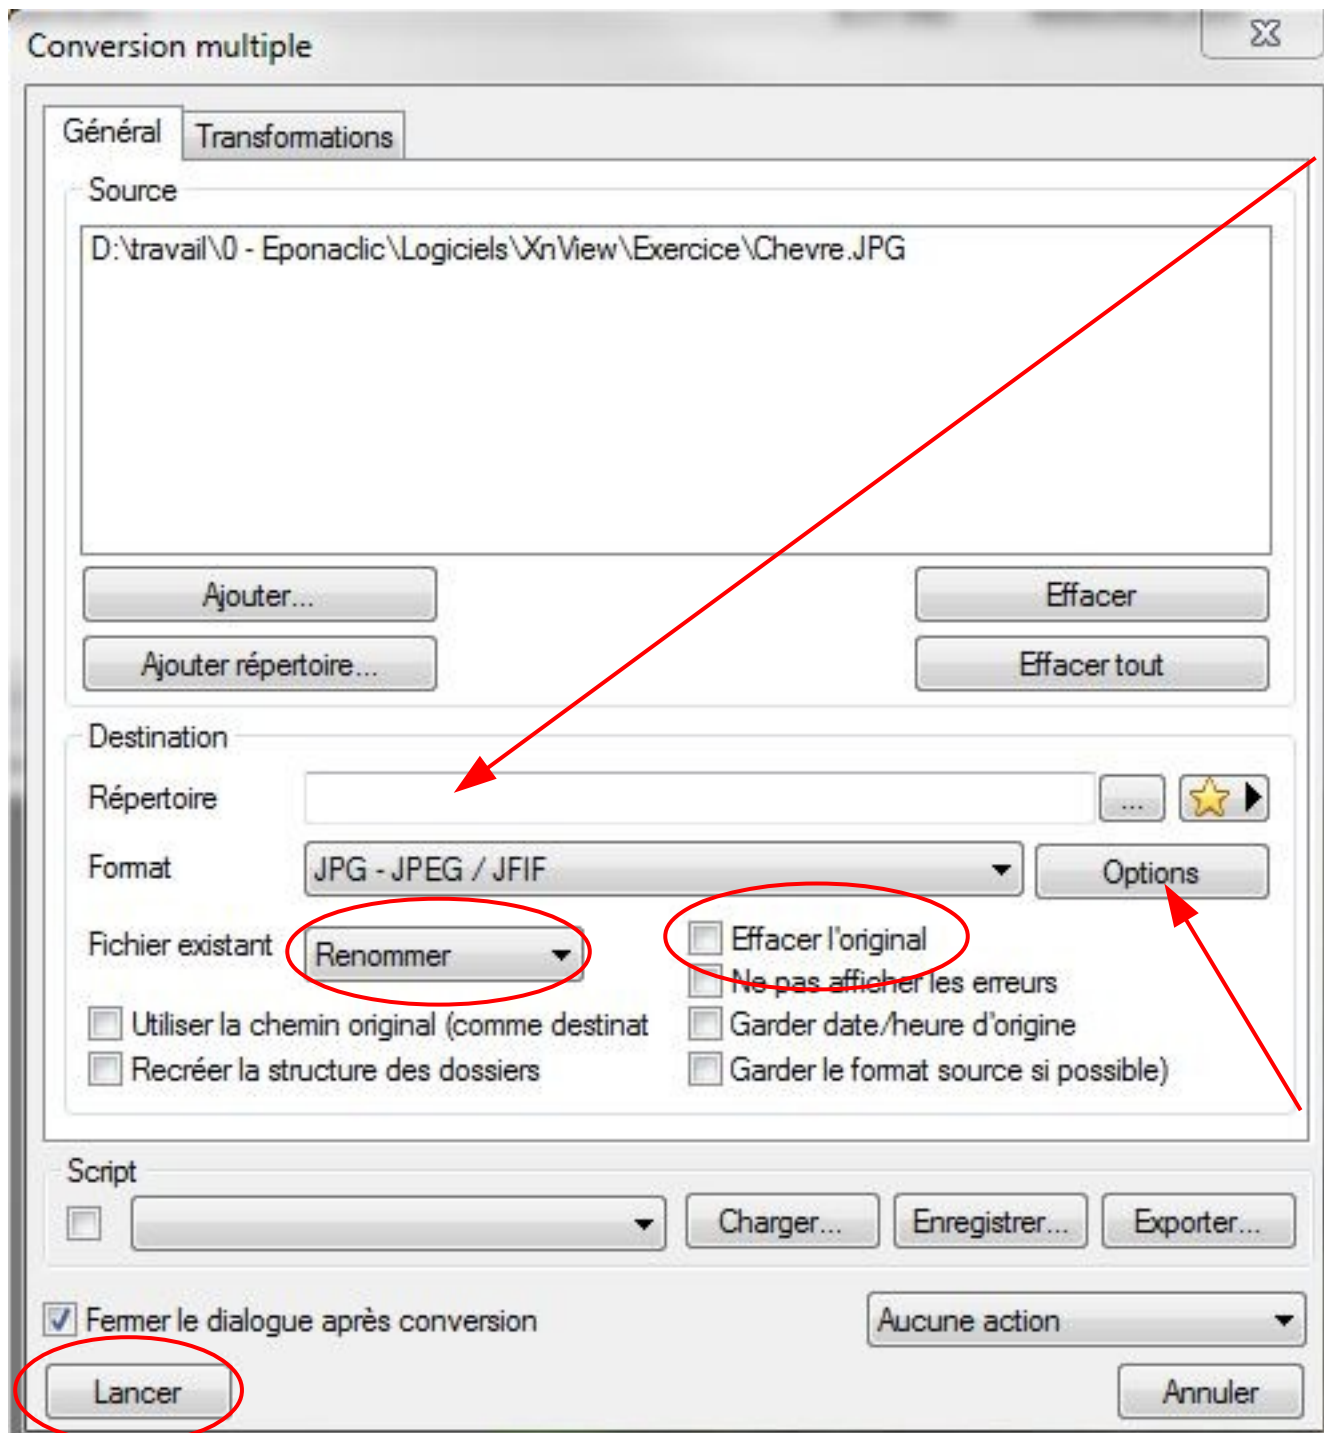 Conversion multiple
Général Transformations
Source
D:\travail\0 - Eponaclic\Logiciels\XnView\Exercice\Chevre.JPG
Ajouter... Effacer
Ajouter répertoire... Effacer tout
Destination
Répertoire ...
Format JPG - JPEG / JFIF Options
Fichier existant Renommer Effacer l'original
Ne pas afficher les erreurs
Utiliser la chemin original (comme destinat Garder date/heure d'origine
Recréer la structure des dossiers Garder le format source si possible)
Script
Charger... Enregistrer... Exporter...
Fermer le dialogue après conversion Aucune action
Lancer Annuler